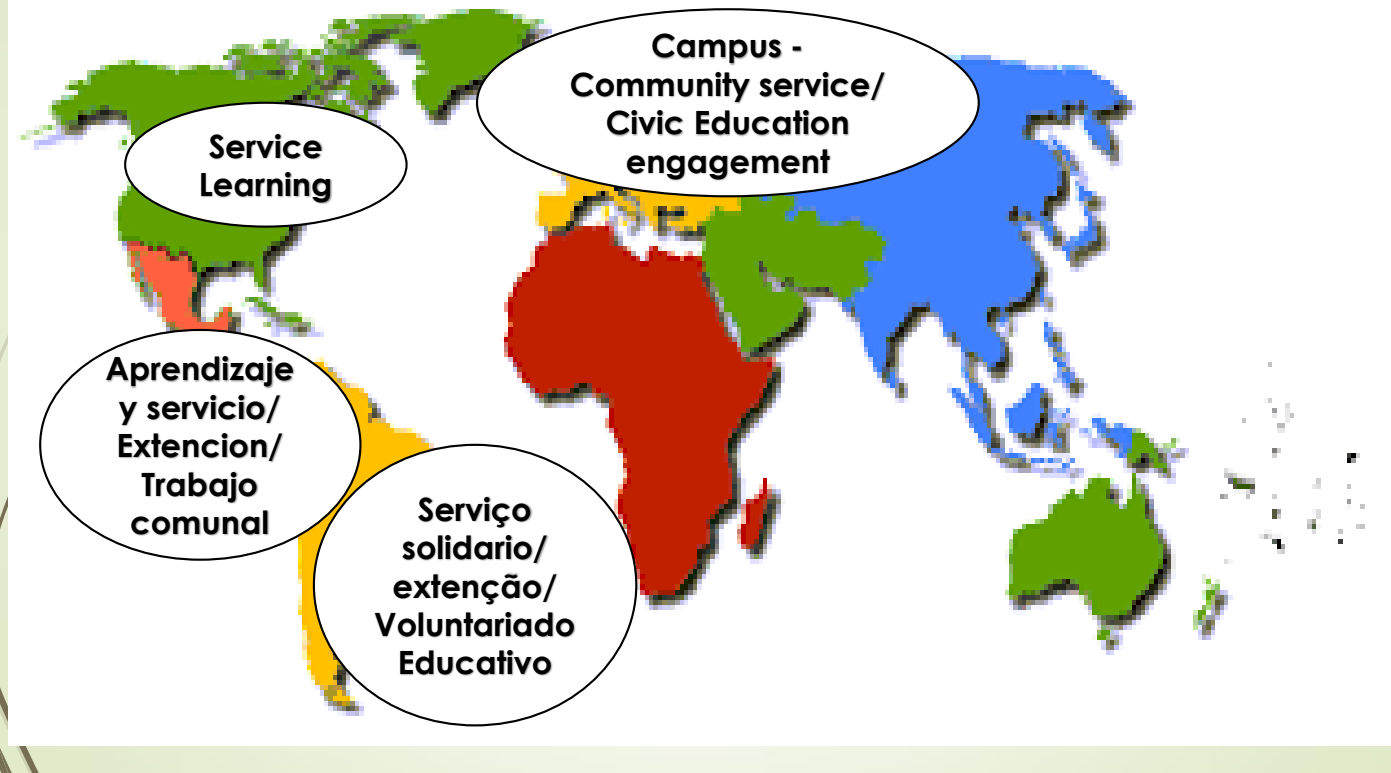 Campus -
Community service/
Civic Education
engagement
Service
Learning
Aprendizaje
y servicio/
Extencion/
Trabajo
comunal
Serviço
solidario/
extenção/
Voluntariado
Educativo